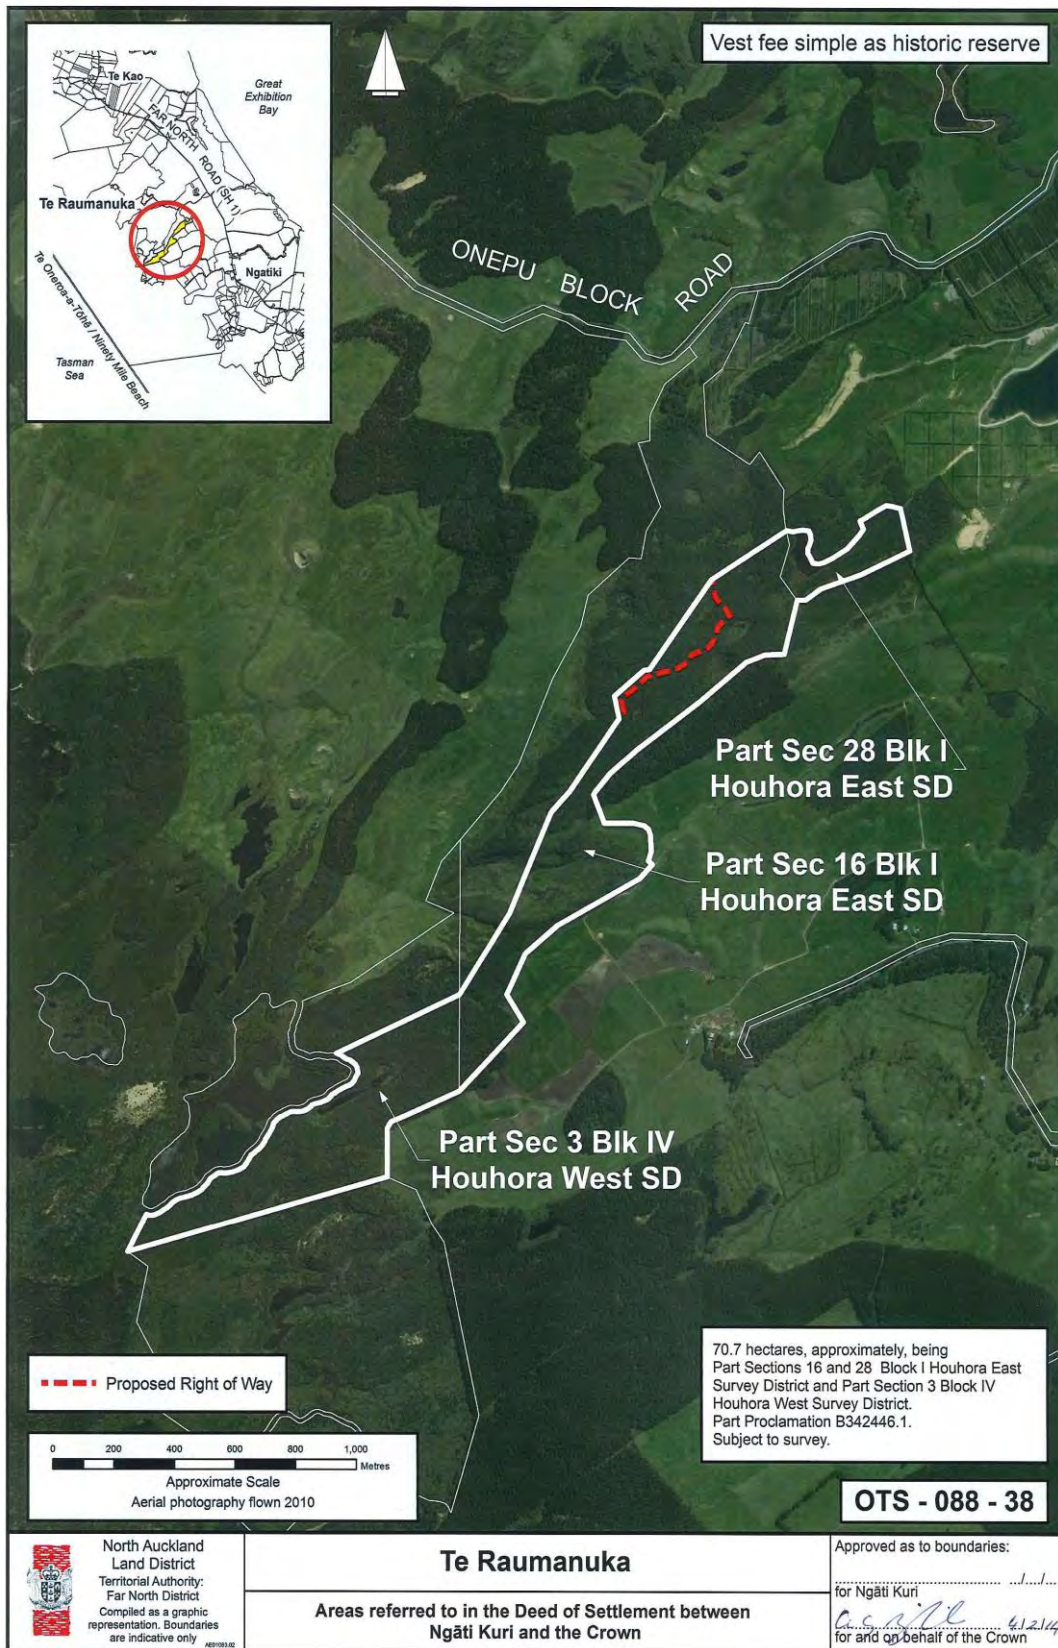 Vest fee simple as historic reserve
Te Kao
Great
Exhibition
Bay
FAR NORTH ROAD (SH 1)
Te Raumanuka
Ngatiki
Te Oneroa-a-Tōhē / Ninety Mile Beach
Tasman
Sea
ONEPU BLOCK ROAD
Part Sec 28 Blk I
Houhora East SD
Part Sec 16 Blk I
Houhora East SD
Part Sec 3 Blk IV
Houhora West SD
70.7 hectares, approximately, being
Part Sections 16 and 28 Block I Houhora East
Survey District and Part Section 3 Block IV
Houhora West Survey District.
Part Proclamation B342446.1.
Subject to survey.
Proposed Right of Way
0 200 400 600 800 1,000
Metres
Approximate Scale
Aerial photography flown 2010
OTS - 088 - 38
North Auckland
Land District
Territorial Authority:
Far North District
Compiled as a graphic
representation. Boundaries
are indicative only
Te Raumanuka
Areas referred to in the Deed of Settlement between
Ngāti Kuri and the Crown
Approved as to boundaries:
for Ngāti Kuri
for and on behalf of the Crown